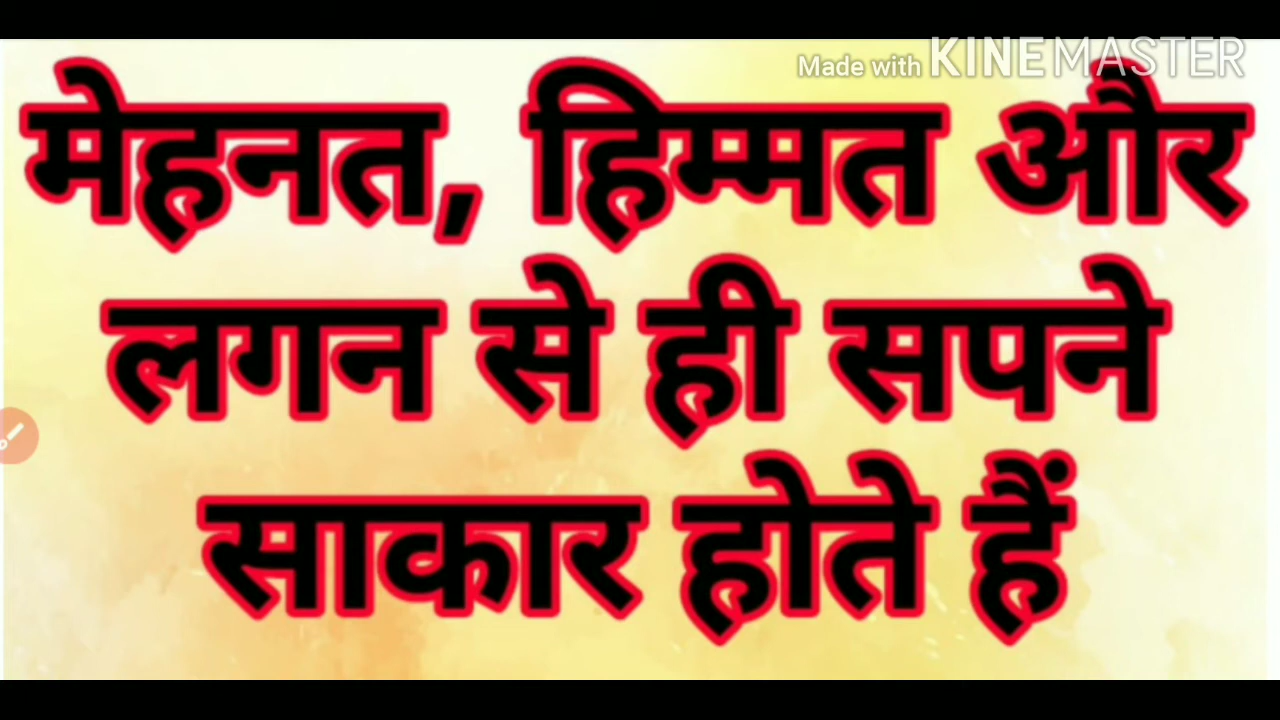 Made with KINEMASTER
मेहनत, हिम्मत और
लगन से ही सपने
साकार होते हैं